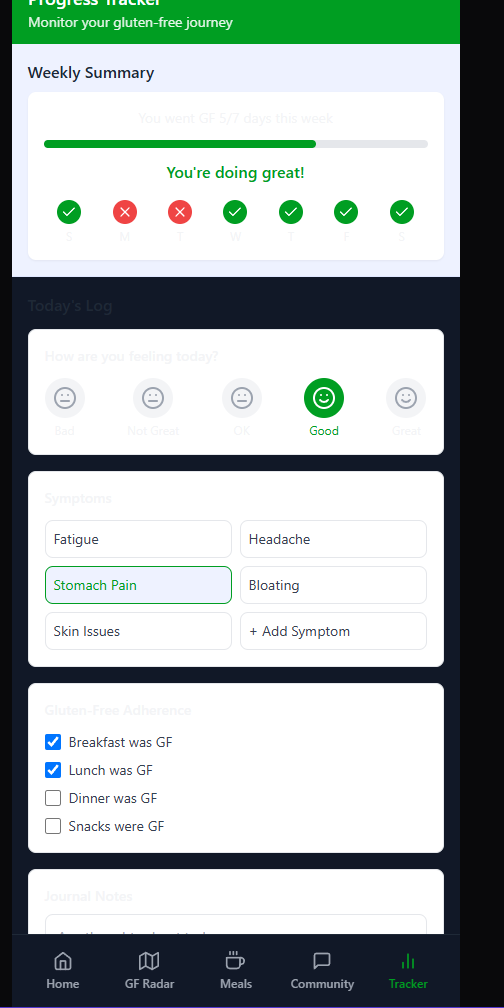 Progress Tracker
Monitor your gluten-free journey
Weekly Summary
You went GF 5/7 days this week
You're doing great!
S M T W T F S
Today's Log
How are you feeling today?
Bad Not Great OK Good Great
Symptoms
Fatigue Headache
Stomach Pain Bloating
Skin Issues + Add Symptom
Gluten-Free Adherence
Breakfast was GF
Lunch was GF
Dinner was GF
Snacks were GF
Journal Notes
Home GF Radar Meals Community Tracker